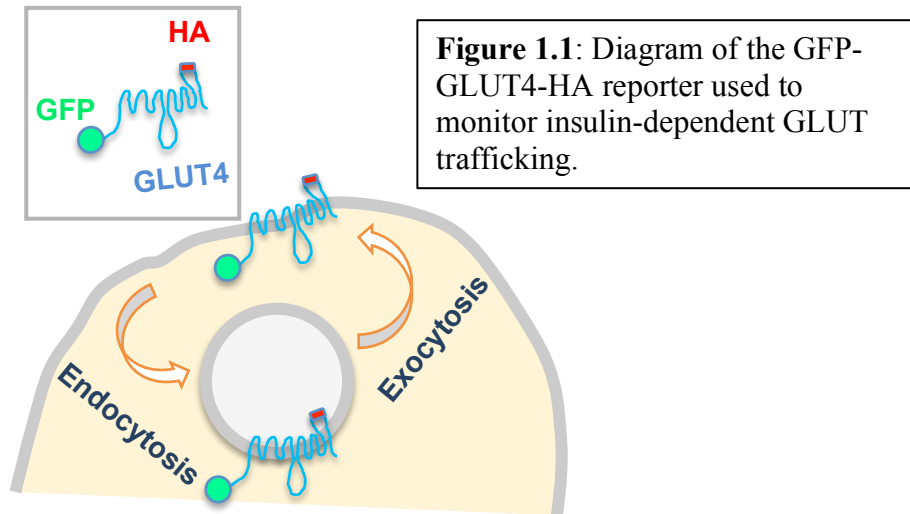 HA
GFP
GLUT4
Figure 1.1: Diagram of the GFP-
GLUT4-HA reporter used to
monitor insulin-dependent GLUT
trafficking.
Endocytosis
Exocytosis